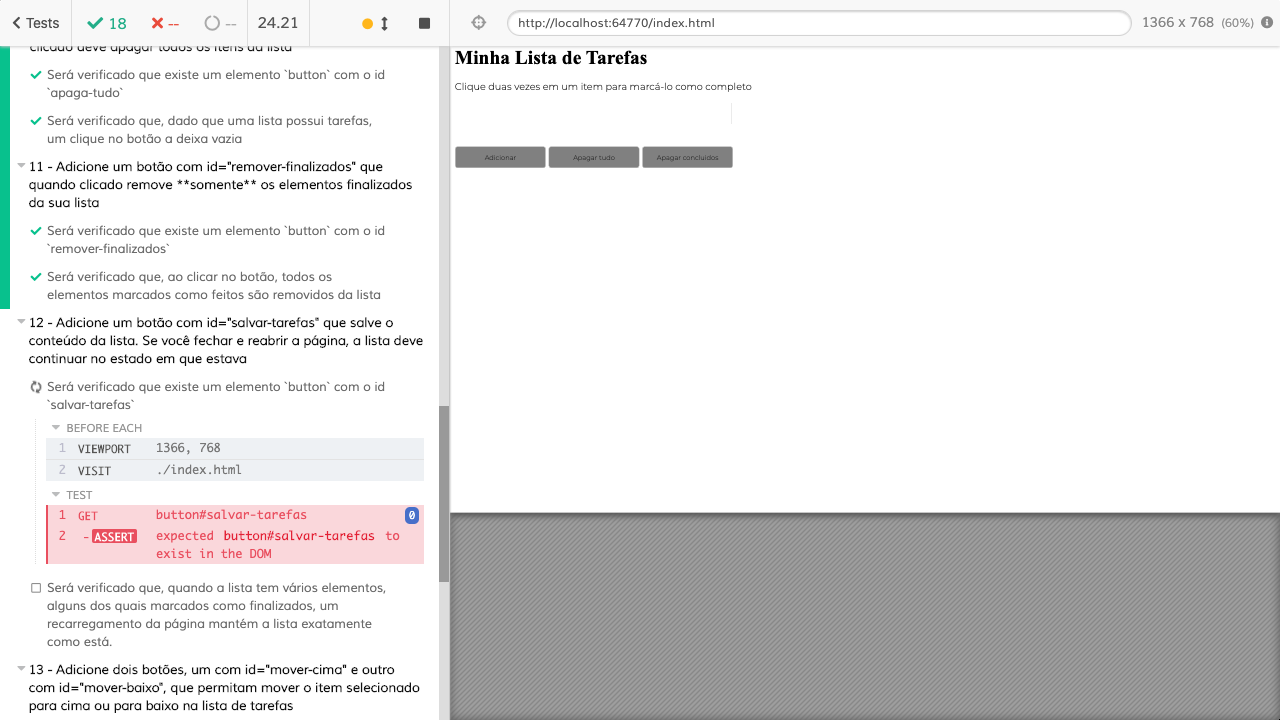 Tests 18 -- -- 24.21 http://localhost:64770/index.html 1366 x 768 (60%)
clicado deve apagar todos os itens da lista
Será verificado que existe um elemento `button` com o id
`apaga-tudo`
Será verificado que, dado que uma lista possui tarefas,
um clique no botão a deixa vazia
11 - Adicione um botão com id="remover-finalizados" que
quando clicado remove **somente** os elementos finalizados
da sua lista
Será verificado que existe um elemento `button` com o id
`remover-finalizados`
Será verificado que, ao clicar no botão, todos os
elementos marcados como feitos são removidos da lista
12 - Adicione um botão com id="salvar-tarefas" que salve o
conteúdo da lista. Se você fechar e reabrir a página, a lista deve
continuar no estado em que estava
Será verificado que existe um elemento `button` com o id
`salvar-tarefas`
BEFORE EACH
1 VIEWPORT 1366, 768
2 VISIT ./index.html
TEST
1 GET button#salvar-tarefas 0
2 -ASSERT expected button#salvar-tarefas to
exist in the DOM
Será verificado que, quando a lista tem vários elementos,
alguns dos quais marcados como finalizados, um
recarregamento da página mantém a lista exatamente
como está.
13 - Adicione dois botões, um com id="mover-cima" e outro
com id="mover-baixo", que permitam mover o item selecionado
para cima ou para baixo na lista de tarefas
Minha Lista de Tarefas
Clique duas vezes em um item para marcá-lo como completo
Adicionar Apagar tudo Apagar concluidos